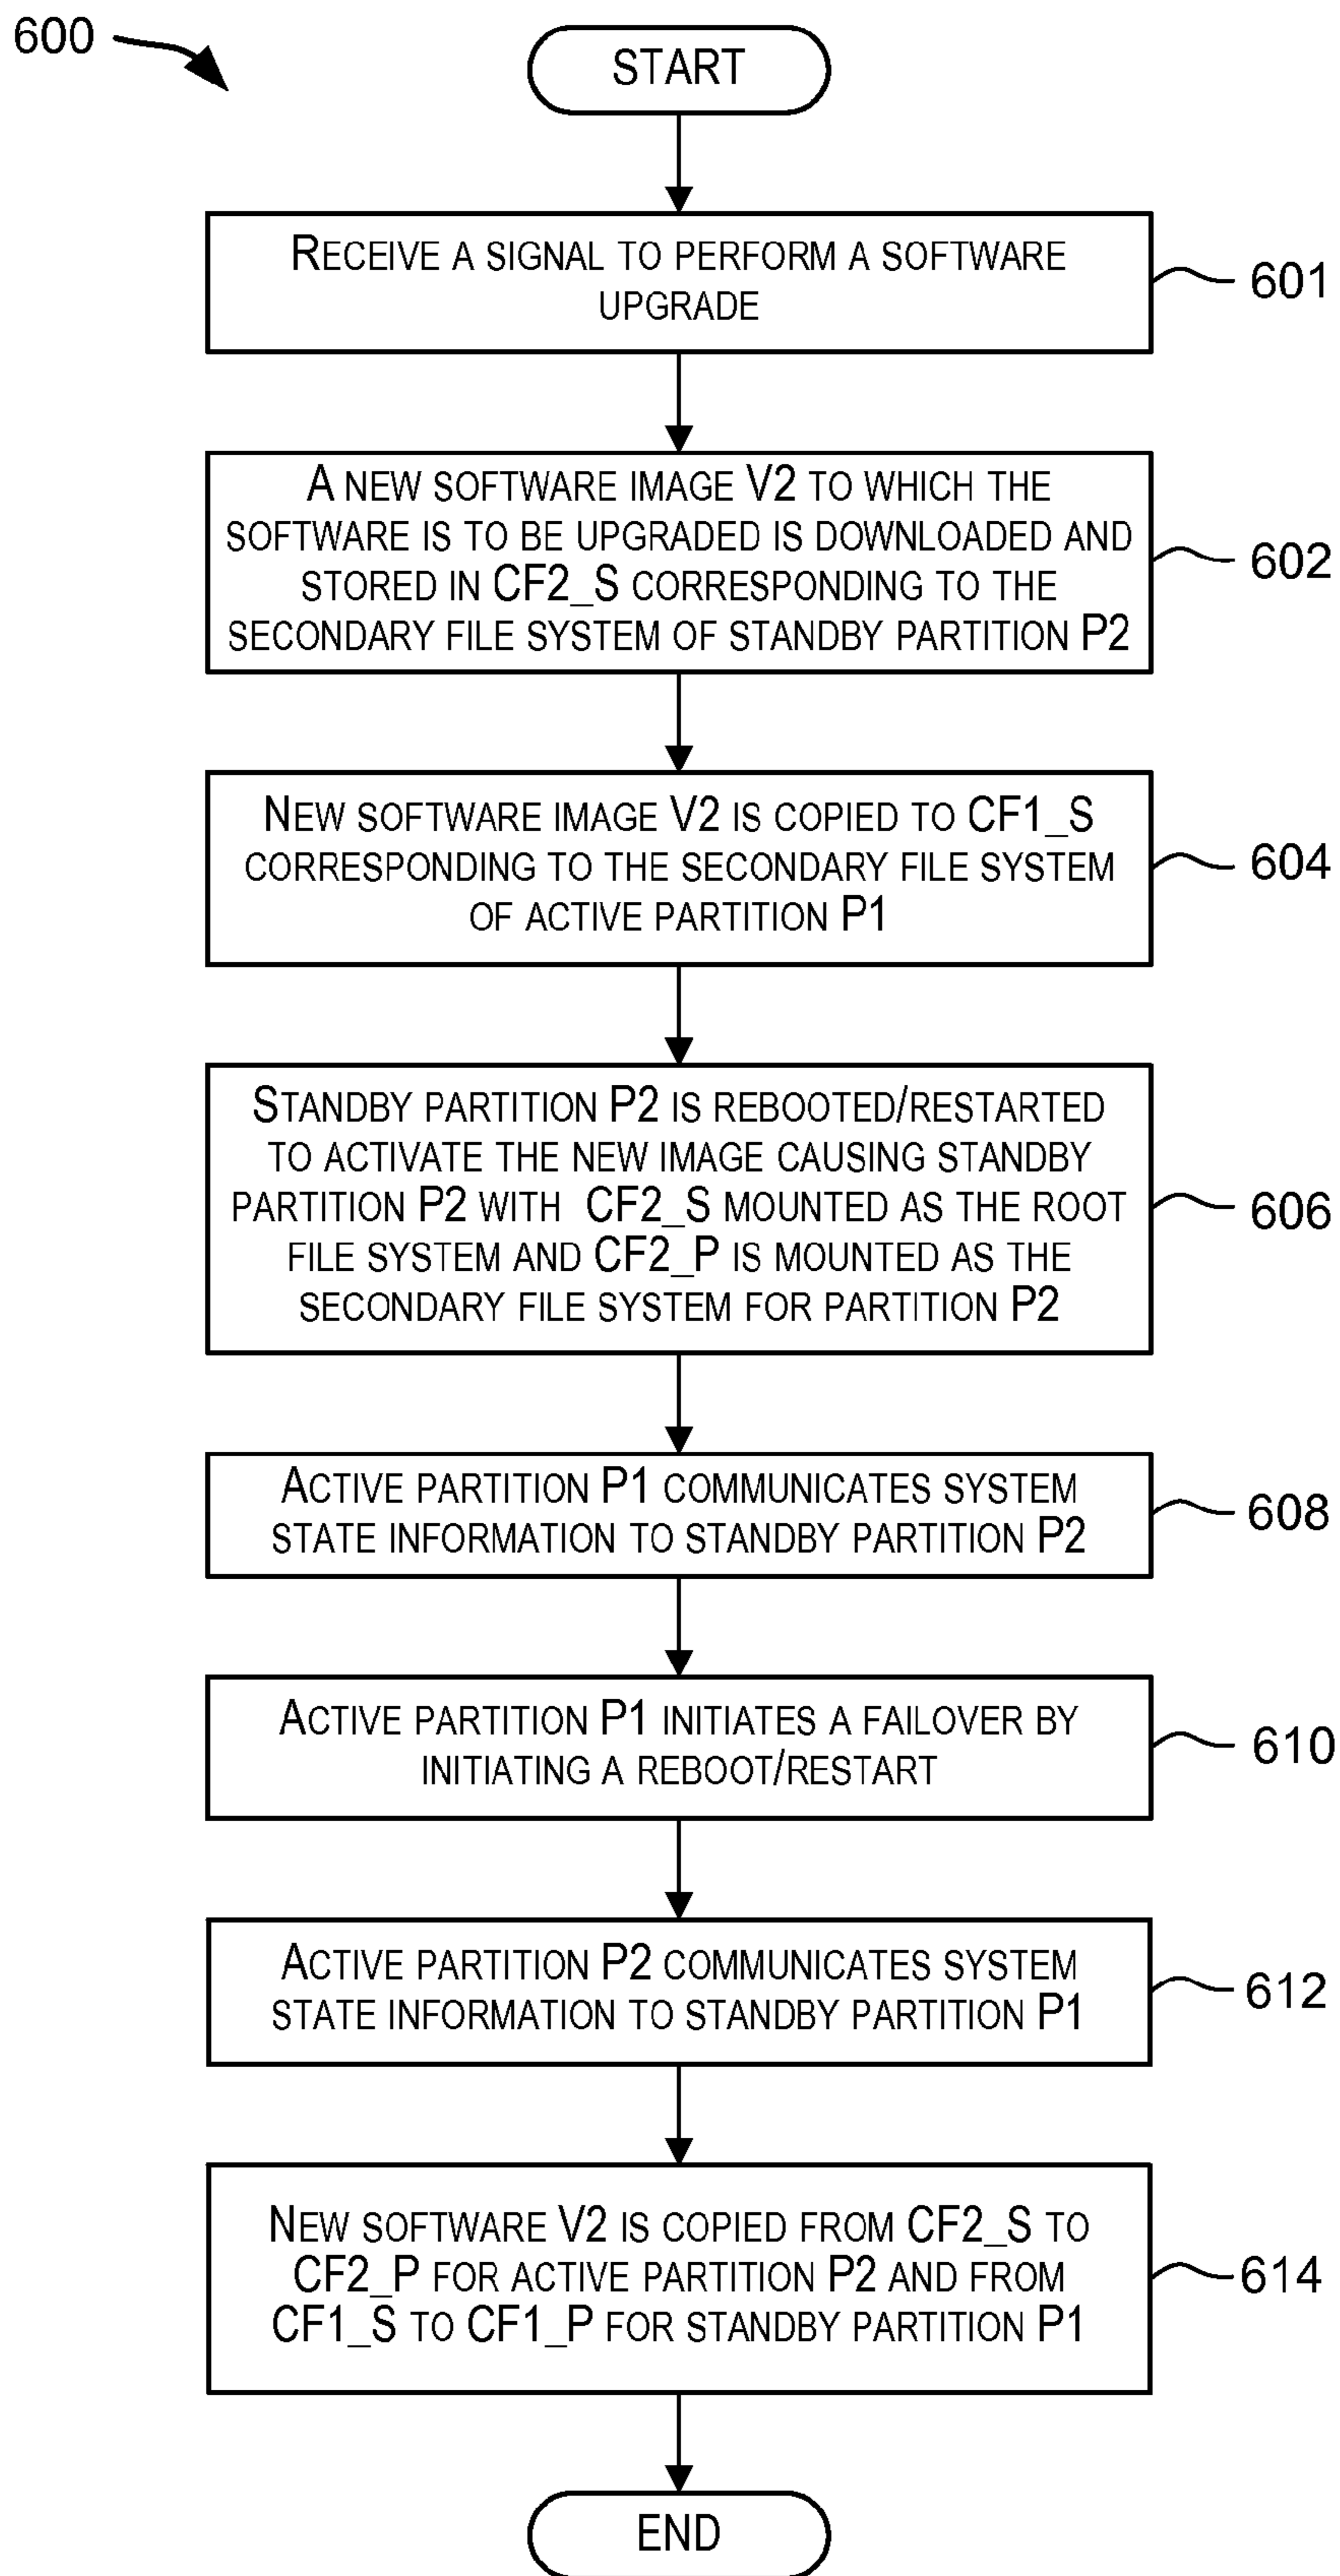 600
START
RECEIVE A SIGNAL TO PERFORM A SOFTWARE
UPGRADE
601
A NEW SOFTWARE IMAGE V2 TO WHICH THE
SOFTWARE IS TO BE UPGRADED IS DOWNLOADED AND
STORED IN CF2_S CORRESPONDING TO THE
SECONDARY FILE SYSTEM OF STANDBY PARTITION P2
602
NEW SOFTWARE IMAGE V2 IS COPIED TO CF1_S
CORRESPONDING TO THE SECONDARY FILE SYSTEM
OF ACTIVE PARTITION P1
604
STANDBY PARTITION P2 IS REBOOTED/RESTARTED
TO ACTIVATE THE NEW IMAGE CAUSING STANDBY
PARTITION P2 WITH CF2_S MOUNTED AS THE ROOT
FILE SYSTEM AND CF2_P IS MOUNTED AS THE
SECONDARY FILE SYSTEM FOR PARTITION P2
606
ACTIVE PARTITION P1 COMMUNICATES SYSTEM
STATE INFORMATION TO STANDBY PARTITION P2
608
ACTIVE PARTITION P1 INITIATES A FAILOVER BY
INITIATING A REBOOT/RESTART
610
ACTIVE PARTITION P2 COMMUNICATES SYSTEM
STATE INFORMATION TO STANDBY PARTITION P1
612
NEW SOFTWARE V2 IS COPIED FROM CF2_S TO
CF2_P FOR ACTIVE PARTITION P2 AND FROM
CF1_S TO CF1_P FOR STANDBY PARTITION P1
614
END